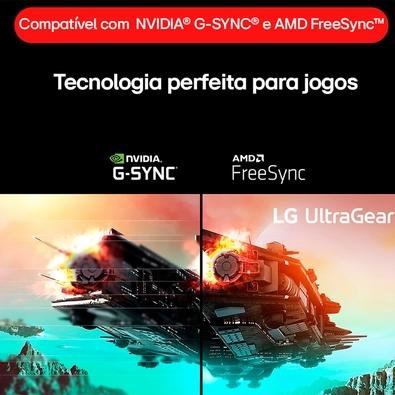 Compatível com NVIDIA® G-SYNC® e AMD FreeSync™
Tecnologia perfeita para jogos
NVIDIA.
G-SYNC
AMD
FreeSync
LG UltraGear